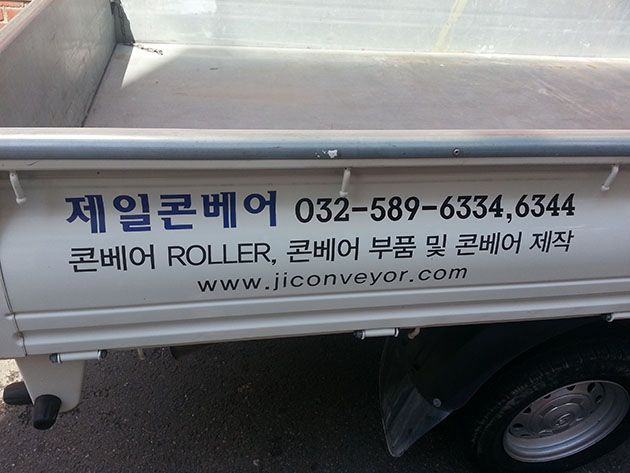 제일콘베어 032-589-6334,6344
콘베어 ROLLER, 콘베어 부품 및 콘베어 제작
www.jiconveyor.com